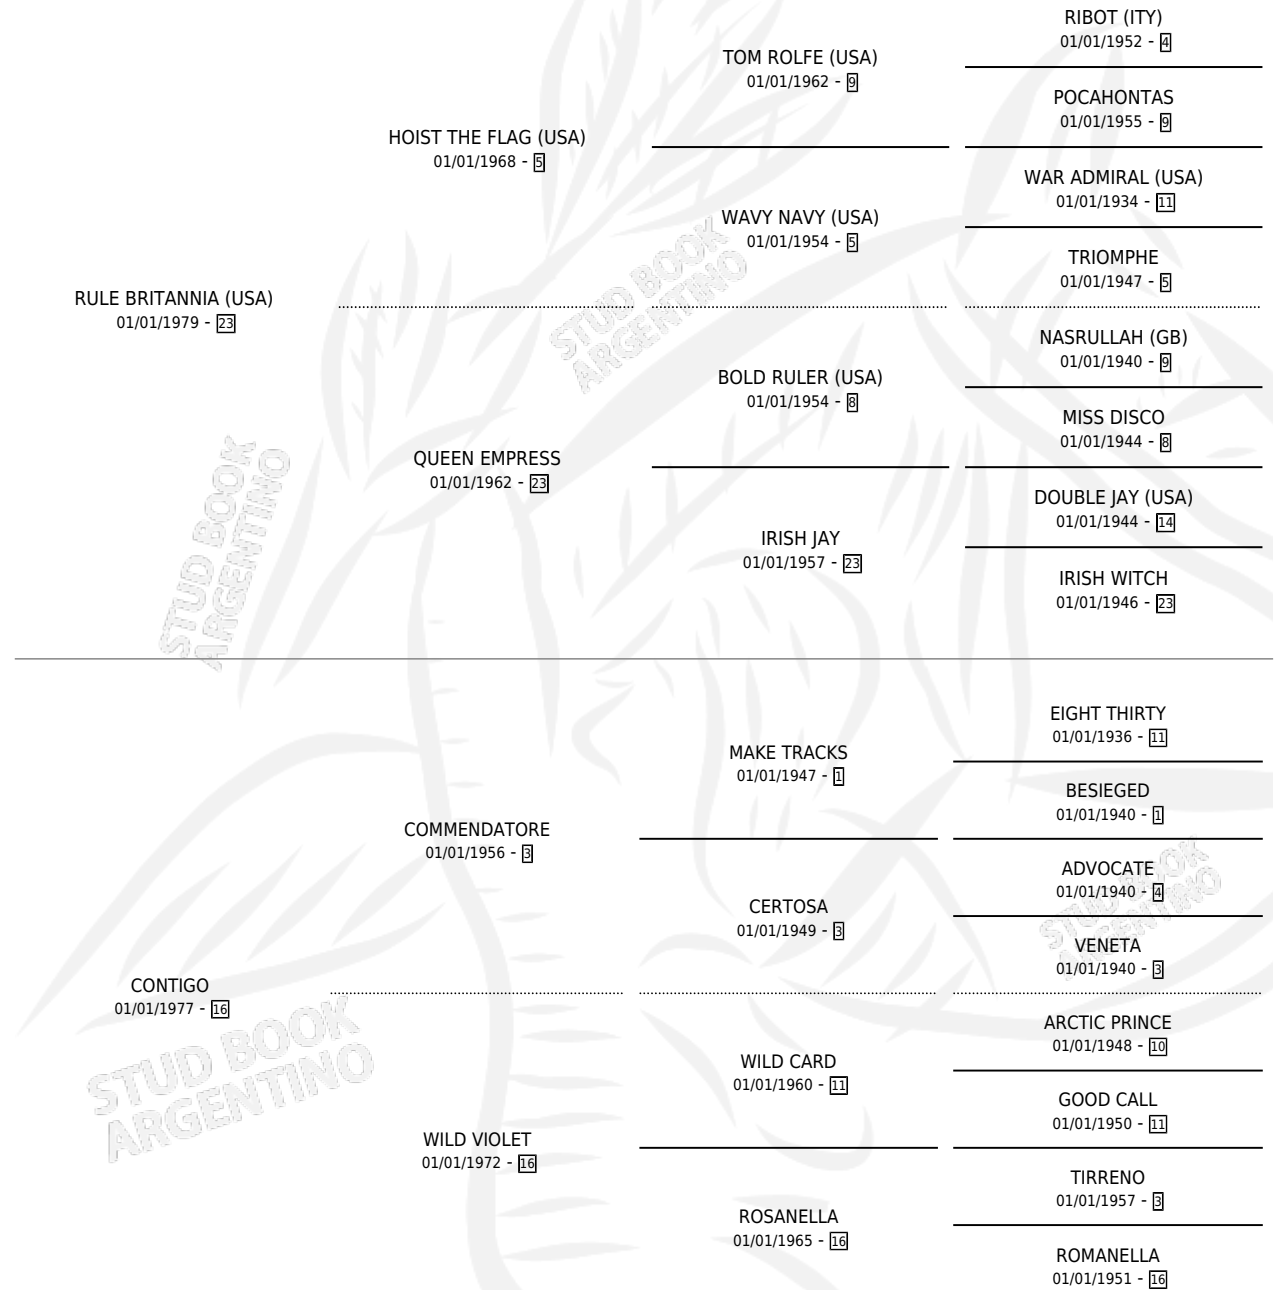 RIBOT (ITY)
01/01/1952 - 4
TOM ROLFE (USA)
01/01/1962 - 9
POCAHONTAS
01/01/1955 - 9
HOIST THE FLAG (USA)
01/01/1968 - 5
WAR ADMIRAL (USA)
01/01/1934 - 11
WAVY NAVY (USA)
01/01/1954 - 5
TRIOMPHE
01/01/1947 - 5
RULE BRITANNIA (USA)
01/01/1979 - 23
STUD BOOK
ARGENTINO
NASRULLAH (GB)
01/01/1940 - 9
BOLD RULER (USA)
01/01/1954 - 8
MISS DISCO
01/01/1944 - 8
QUEEN EMPRESS
01/01/1962 - 23
DOUBLE JAY (USA)
01/01/1944 - 14
IRISH JAY
01/01/1957 - 23
IRISH WITCH
01/01/1946 - 23
STUD BOOK
ARGENTINO
EIGHT THIRTY
01/01/1936 - 11
MAKE TRACKS
01/01/1947 - 1
BESIEGED
01/01/1940 - 1
COMMENDATORE
01/01/1956 - 3
ADVOCATE
01/01/1940 - 4
CERTOSA
01/01/1949 - 3
VENETA
01/01/1940 - 3
STUD BOOK
ARGENTINO
CONTIGO
01/01/1977 - 16
ARCTIC PRINCE
01/01/1948 - 10
WILD CARD
01/01/1960 - 11
GOOD CALL
01/01/1950 - 11
STUD BOOK
ARGENTINO
WILD VIOLET
01/01/1972 - 16
TIRRENO
01/01/1957 - 3
ROSANELLA
01/01/1965 - 16
ROMANELLA
01/01/1951 - 16